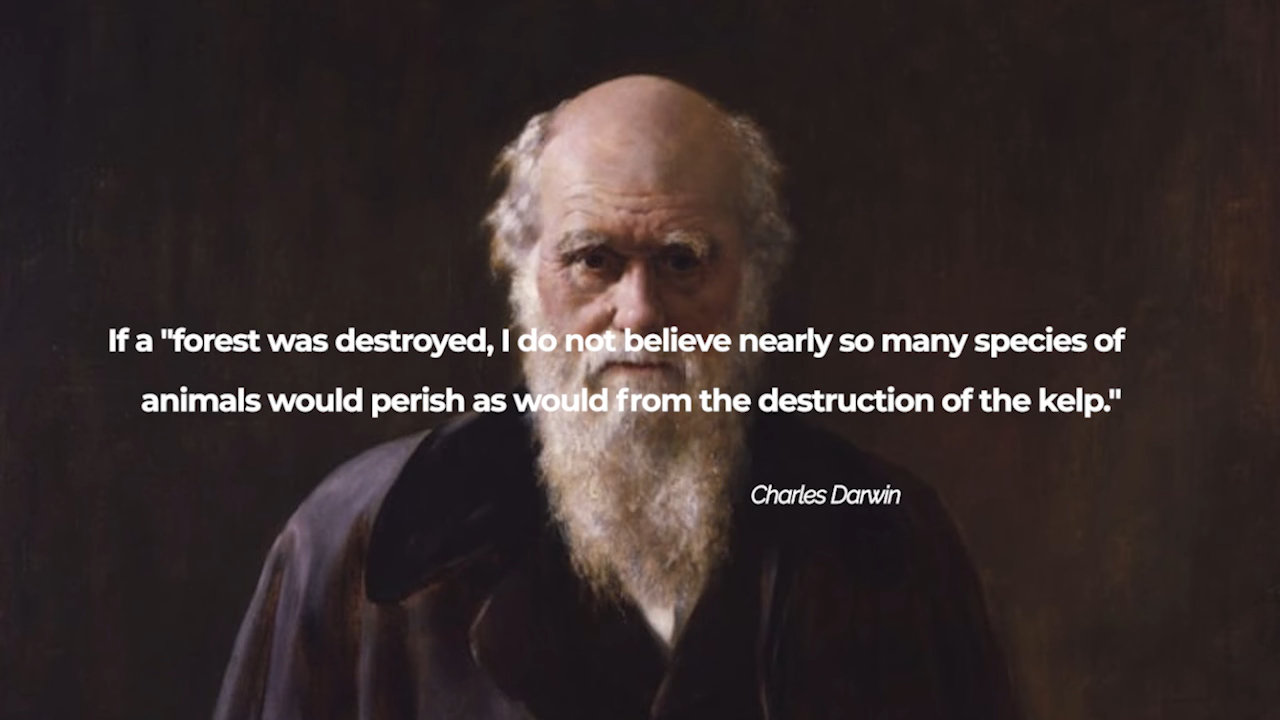 If a "forest was destroyed, I do not believe nearly so many species of
animals would perish as would from the destruction of the kelp."
Charles Darwin